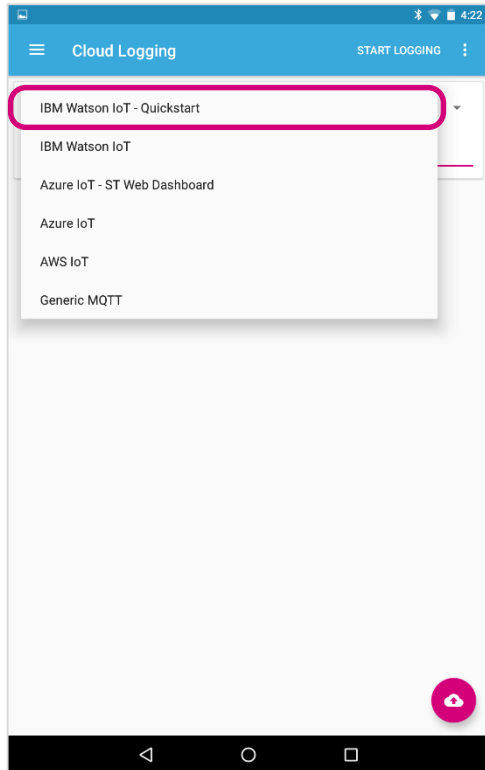 4:22
Cloud Logging START LOGGING
IBM Watson IoT - Quickstart
IBM Watson IoT
Azure IoT - ST Web Dashboard
Azure IoT
AWS IoT
Generic MQTT